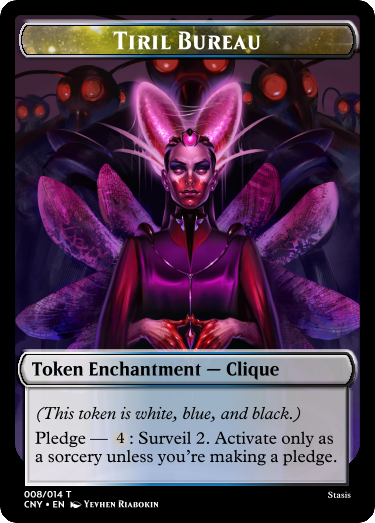 TIRIL BUREAU
Token Enchantment — Clique
(This token is white, blue, and black.)
Pledge — 4 : Surveil 2. Activate only as
a sorcery unless you're making a pledge.
008/014 T
Stasis
CNY • EN YEVHEN RIABOKIN